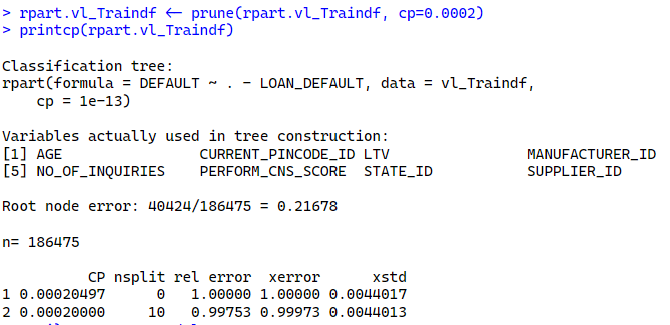 > rpart.vl_Traindf <- prune(rpart.vl_Traindf, cp=0.0002)
> printcp(rpart.vl_Traindf)
Classification tree:
rpart(formula = DEFAULT ~ . - LOAN_DEFAULT, data = vl_Traindf,
    cp = 1e-13)
Variables actually used in tree construction:
[1] AGE                CURRENT_PINCODE_ID LTV                MANUFACTURER_ID
[5] NO_OF_INQUIRIES    PERFORM_CNS_SCORE  STATE_ID           SUPPLIER_ID
Root node error: 40424/186475 = 0.21678
n= 186475
          CP nsplit rel error  xerror      xstd
1 0.00020497      0   1.00000 1.00000 0.0044017
2 0.00020000     10   0.99753 0.99973 0.0044013